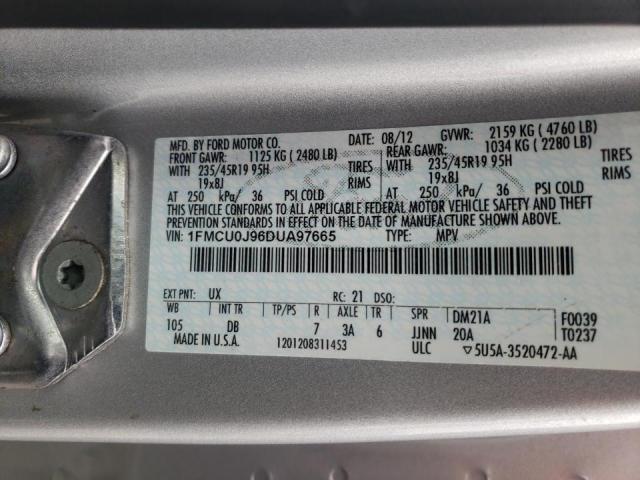 MFD. BY FORD MOTOR CO.
08/12 GVWR: 2159 KG ( 4760 LB)
FRONT GAWR: 1125 KG ( 2480 LB) REAR GAWR: 1034 KG ( 2280 LB)
WITH 235/45R19 95H TIRES WITH 235/45R19 95H TIRES
19x8J RIMS 19x8J RIMS
AT 250 kPa/ 36 PSI COLD AT 250 kPa/ 36 PSI COLD
THIS VEHICLE CONFORMS TO ALL APPLICABLE FEDERAL MOTOR VEHICLE SAFETY AND THEFT
PREVENTION STANDARDS IN EFFECT ON THE DATE OF MANUFACTURE SHOWN ABOVE.
VIN: 1FMCU0J96DUA97665 TYPE: MPV
EXT PNT: UX RC: 21 DSO:
WB INT TR TP/PS R AXLE TR SPR DM21A F0039
105 DB 7 3A 6 JJNN 20A T0237
MADE IN U.S.A. 1201208311453 ULC ▽5U5A-3520472-AA